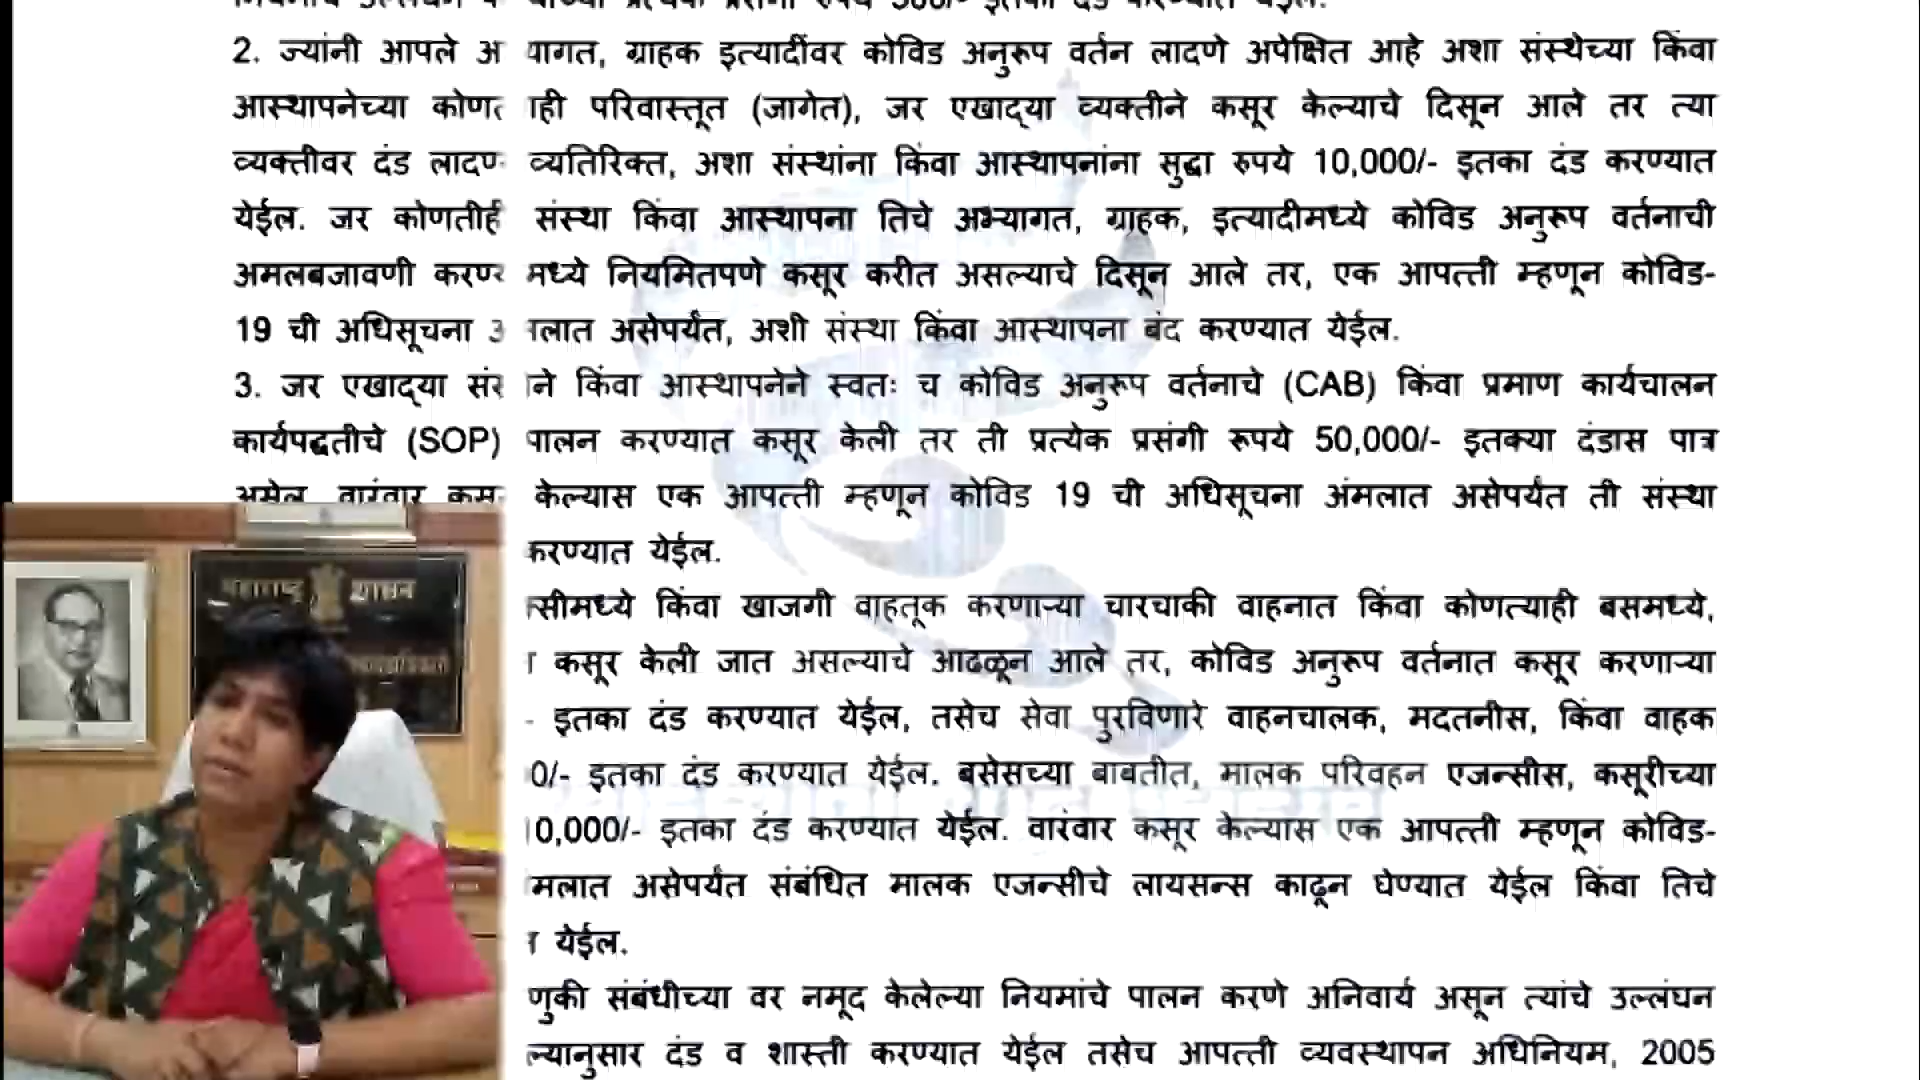 2. ज्यांनी आपले यागत, ग्राहक इत्यादींवर कोविड अनुरूप वर्तन लादणे अपेक्षित आहे अशा संस्थेच्या किंवा
आस्थापनेच्या ही परिवास्तूत (जागेत), जर एखाद्या व्यक्तीने कसूर केल्याचे दिसून आले तर त्या
व्यक्तीवर दंड व्यतिरिक्त, अशा संस्थांना किंवा आस्थापनांना सुद्धा रुपये 10,000/- इतका दंड करण्यात
येईल. जर संस्था किंवा आस्थापना तिचे अभ्यागत, ग्राहक, इत्यादीमध्ये कोविड अनुरूप वर्तनाची
अमलबजावणी मध्ये नियमितपणे कसूर करीत असल्याचे दिसून आले तर, एक आपत्ती म्हणून कोविड-
19 ची अधिसूचना असेपर्यंत, अशी संस्था किंवा आस्थापना बंद करण्यात येईल.
3. जर एखाद्या ने किंवा आस्थापनेने स्वतः च कोविड अनुरूप वर्तनाचे (CAB) किंवा प्रमाण कार्यचालन
कार्यपद्धतीचे (SOP) पालन करण्यात कसूर केली तर ती प्रत्येक प्रसंगी रूपये 50,000/- इतक्या दंडास पात्र
असेल. वारंवार केल्यास एक आपत्ती म्हणून कोविड 19 ची अधिसूचना अंमलात असेपर्यंत ती संस्था
करण्यात येईल.
किंवा खाजगी वाहतूक करणाऱ्या चारचाकी वाहनात किंवा कोणत्याही बसमध्ये,
कसूर केली जात असल्याचे आढळून आले तर, कोविड अनुरूप वर्तनात कसूर करणाऱ्या
इतका दंड करण्यात येईल, तसेच सेवा पुरविणारे वाहनचालक, मदतनीस, किंवा वाहक
0/- इतका दंड करण्यात येईल. बसेसच्या बाबतीत, मालक परिवहन एजन्सीस, कसूरीच्या
10,000/- इतका दंड करण्यात येईल. वारंवार कसूर केल्यास एक आपत्ती म्हणून कोविड-
मलात असेपर्यंत संबंधित मालक एजन्सीचे लायसन्स काढून घेण्यात येईल किंवा तिचे
येईल.
णुकी संबंधीच्या वर नमूद केलेल्या नियमांचे पालन करणे अनिवार्य असून त्यांचे उल्लंघन
ल्यानुसार दंड व शास्ती करण्यात येईल तसेच आपत्ती व्यवस्थापन अधिनियम, 2005
महाराष्ट्र शासन